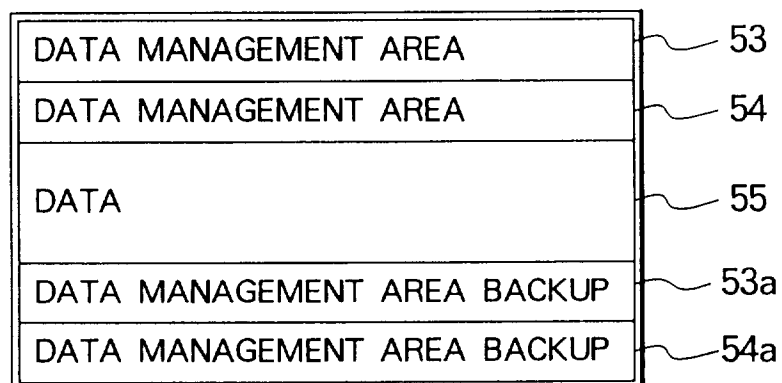 DATA MANAGEMENT AREA 53
DATA MANAGEMENT AREA 54
DATA 55
DATA MANAGEMENT AREA BACKUP 53a
DATA MANAGEMENT AREA BACKUP 54a